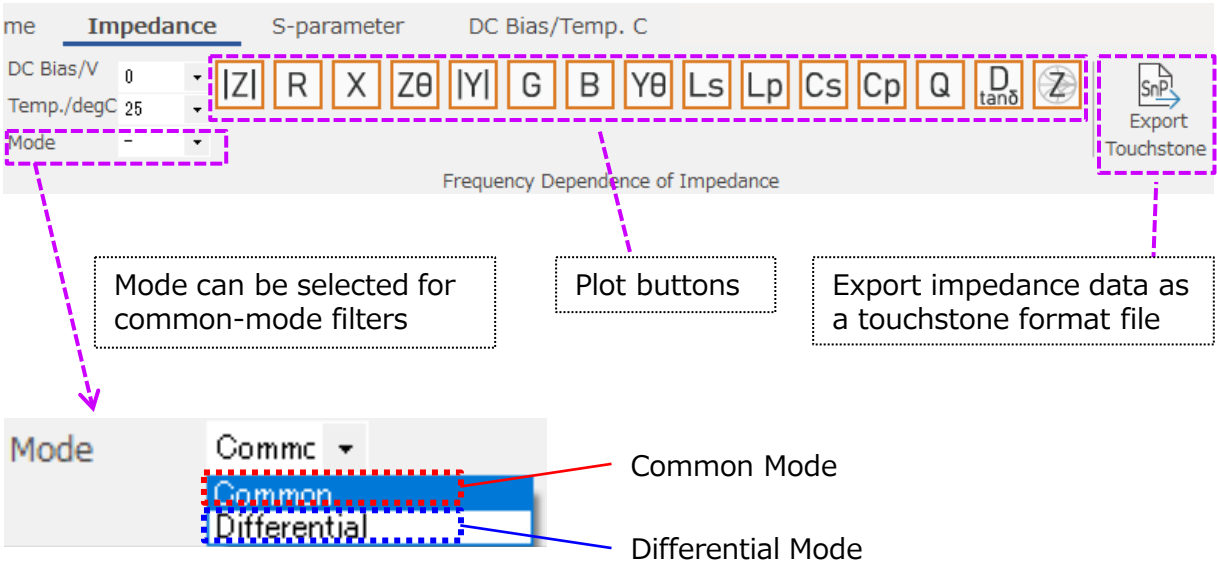 me Impedance S-parameter DC Bias/Temp. C
DC Bias/V 0
Temp./degC 25
Mode -
|Z| R X Zθ |Y| G B Yθ Ls Lp Cs Cp Q D tanδ Z
SnP
Export
Touchstone
Frequency Dependence of Impedance
Mode can be selected for
common-mode filters
Plot buttons
Export impedance data as
a touchstone format file
Mode Commc
Common
Differential
Common Mode
Differential Mode